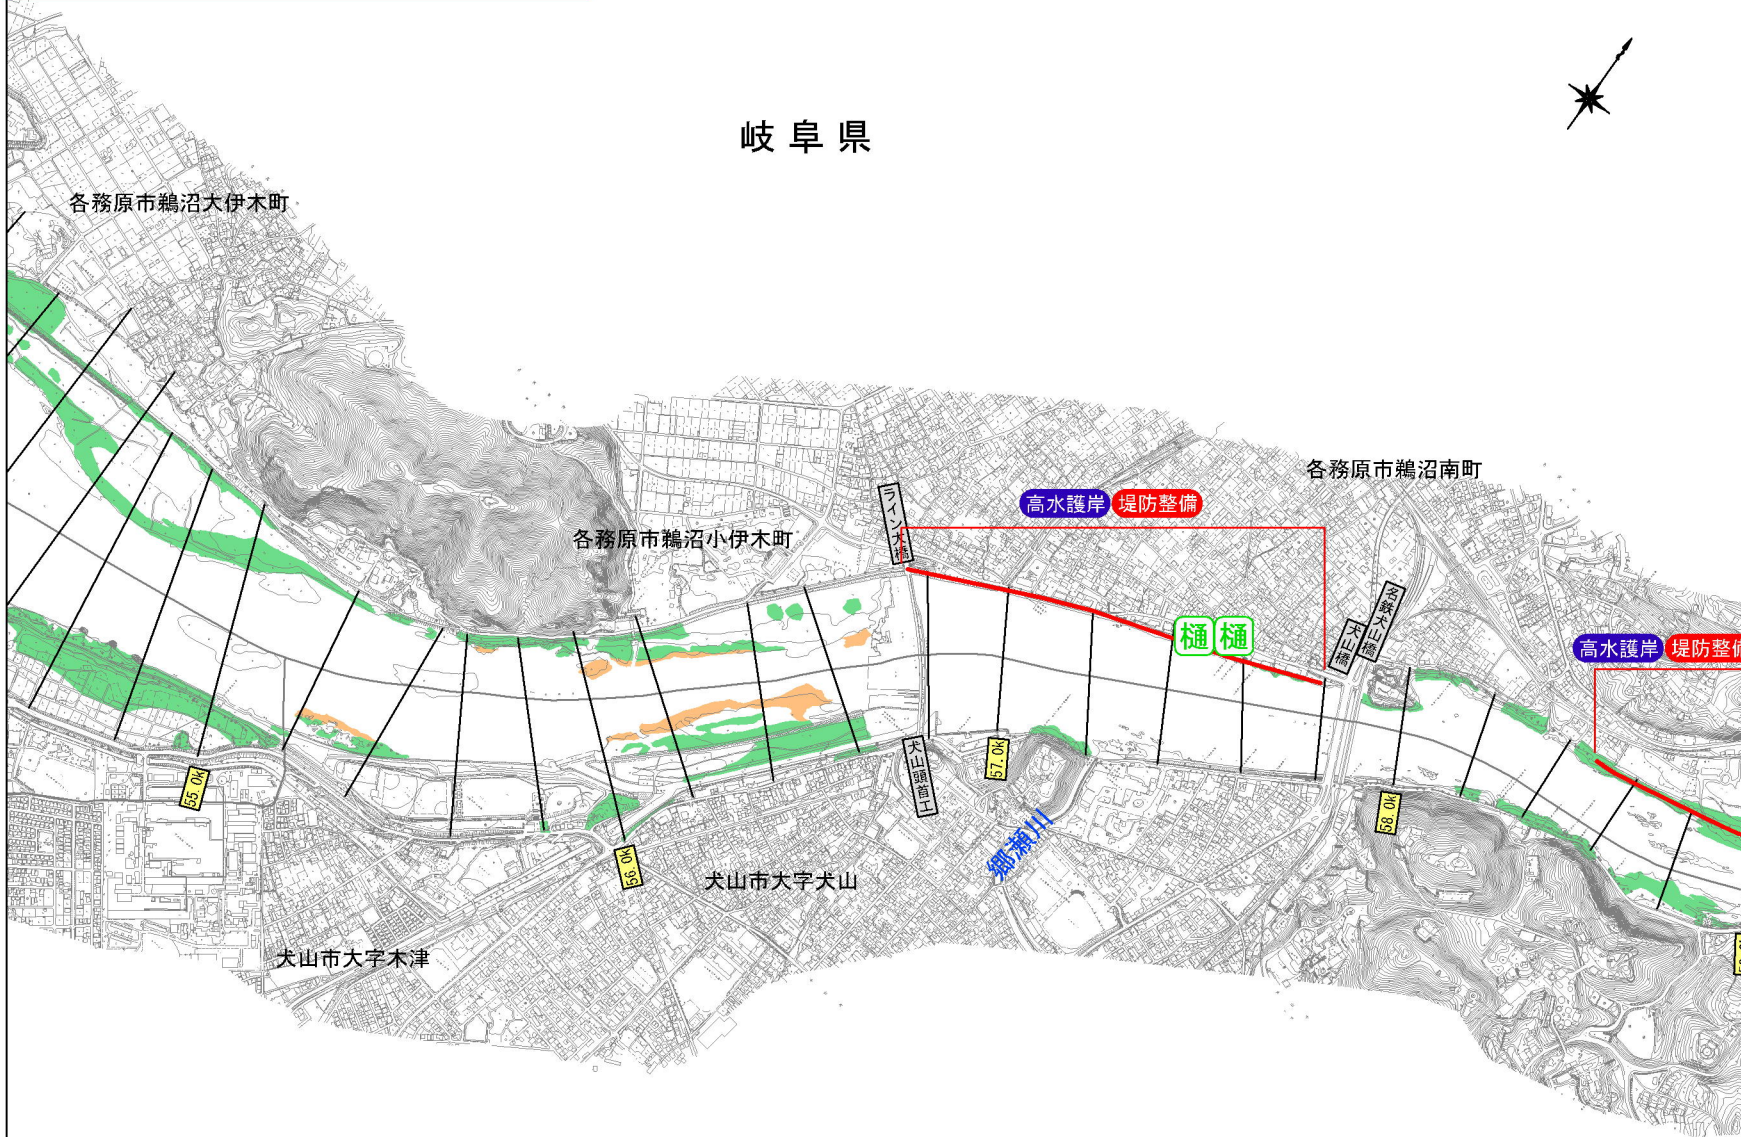 岐阜県
各務原市鵜沼大伊木町
各務原市鵜沼南町
ライン大橋
高水護岸 堤防整備
各務原市鵜沼小伊木町
名鉄犬山橋
犬山橋
樋 樋
高水護岸 堤防整備
犬山頭首工
55.0k
56.0k
57.0k
58.0k
郷瀬川
犬山市大字犬山
犬山市大字木津